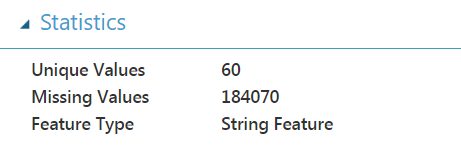 Statistics
Unique Values 60
Missing Values 184070
Feature Type String Feature